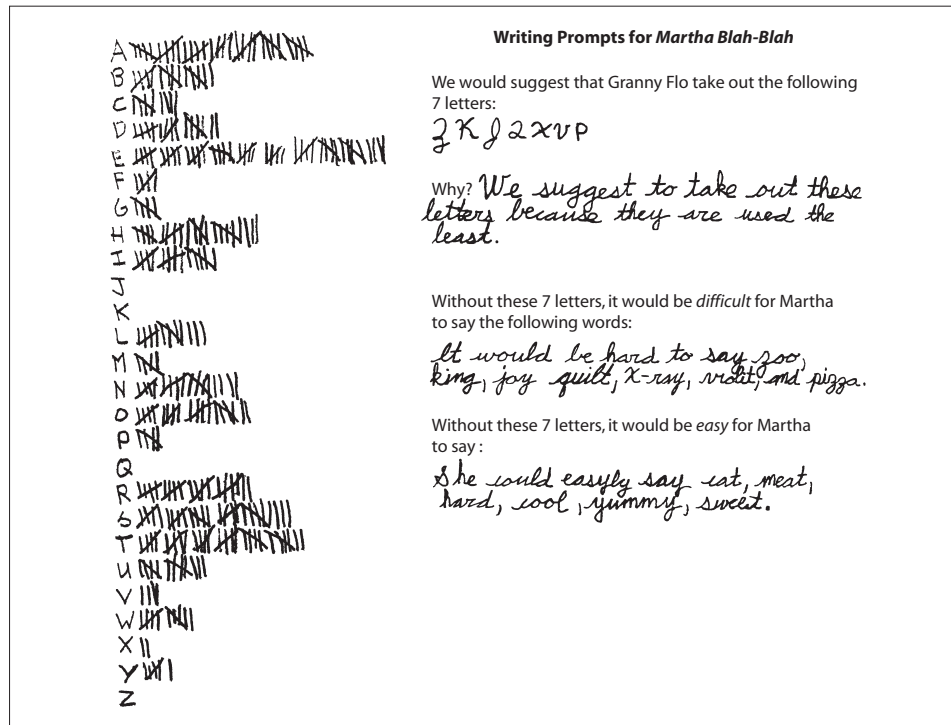 A
B
C
D
E
F
G
H
I
J
K
L
M
N
O
P
Q
R
S
T
U
V
W
X
Y
Z
Writing Prompts for Martha Blah-Blah
We would suggest that Granny Flo take out the following
7 letters:
Z K J Q X V P
Why? We suggest to take out these
letters because they are used the
least.
Without these 7 letters, it would be difficult for Martha
to say the following words:
It would be hard to say zoo,
king, joy quilt, X-ray, and pizza.
Without these 7 letters, it would be easy for Martha
to say :
She could easyly say cat, meat,
hard, cool, yummy, sweet.